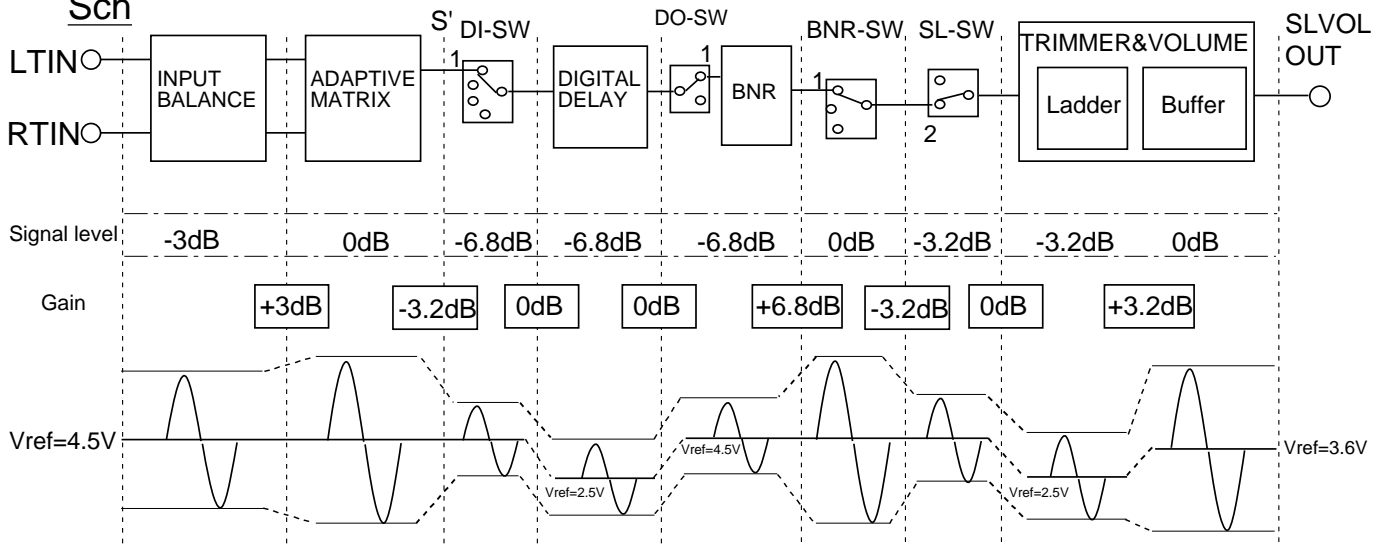 Sch
LTIN
RTIN
INPUT
BALANCE
ADAPTIVE
MATRIX
S'
DI-SW
1
DIGITAL
DELAY
DO-SW
1
BNR
BNR-SW
1
SL-SW
2
TRIMMER&VOLUME
Ladder
Buffer
SLVOL
OUT
Signal level -3dB 0dB -6.8dB -6.8dB -6.8dB 0dB -3.2dB -3.2dB 0dB
Gain +3dB -3.2dB 0dB 0dB +6.8dB -3.2dB 0dB +3.2dB
Vref=4.5V
Vref=2.5V
Vref=4.5V
Vref=2.5V
Vref=3.6V